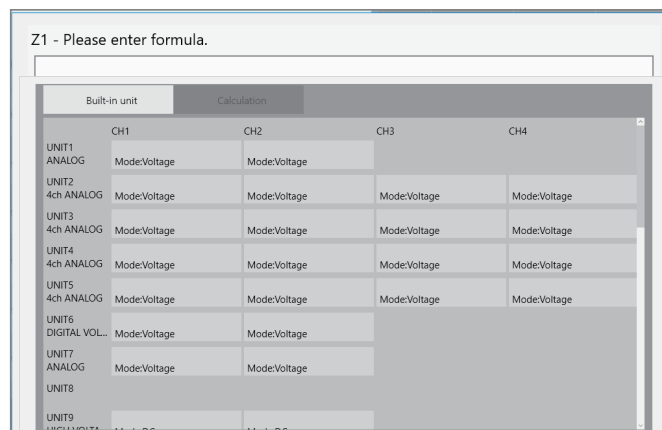 Z1 - Please enter formula.
Built-in unit Calculation
CH1 CH2 CH3 CH4
UNIT1
ANALOG Mode:Voltage Mode:Voltage
UNIT2
4ch ANALOG Mode:Voltage Mode:Voltage Mode:Voltage Mode:Voltage
UNIT3
4ch ANALOG Mode:Voltage Mode:Voltage Mode:Voltage Mode:Voltage
UNIT4
4ch ANALOG Mode:Voltage Mode:Voltage Mode:Voltage Mode:Voltage
UNIT5
4ch ANALOG Mode:Voltage Mode:Voltage Mode:Voltage Mode:Voltage
UNIT6
DIGITAL VOL... Mode:Voltage Mode:Voltage
UNIT7
ANALOG Mode:Voltage Mode:Voltage
UNIT8
UNIT9